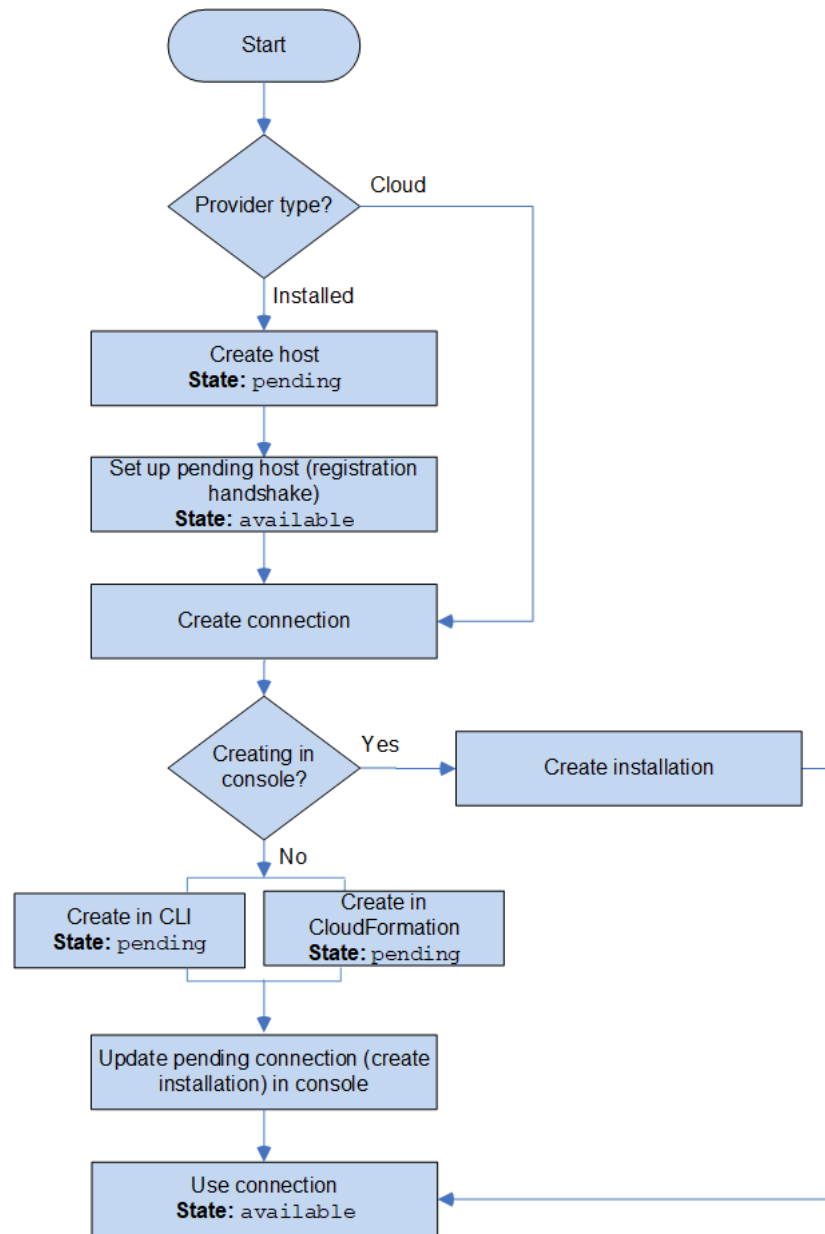 Start
Provider type?
Cloud
Installed
Create host
State: pending
Set up pending host (registration
handshake)
State: available
Create connection
Creating in
console?
Yes
Create installation
No
Create in CLI
State: pending
Create in
CloudFormation
State: pending
Update pending connection (create
installation) in console
Use connection
State: available